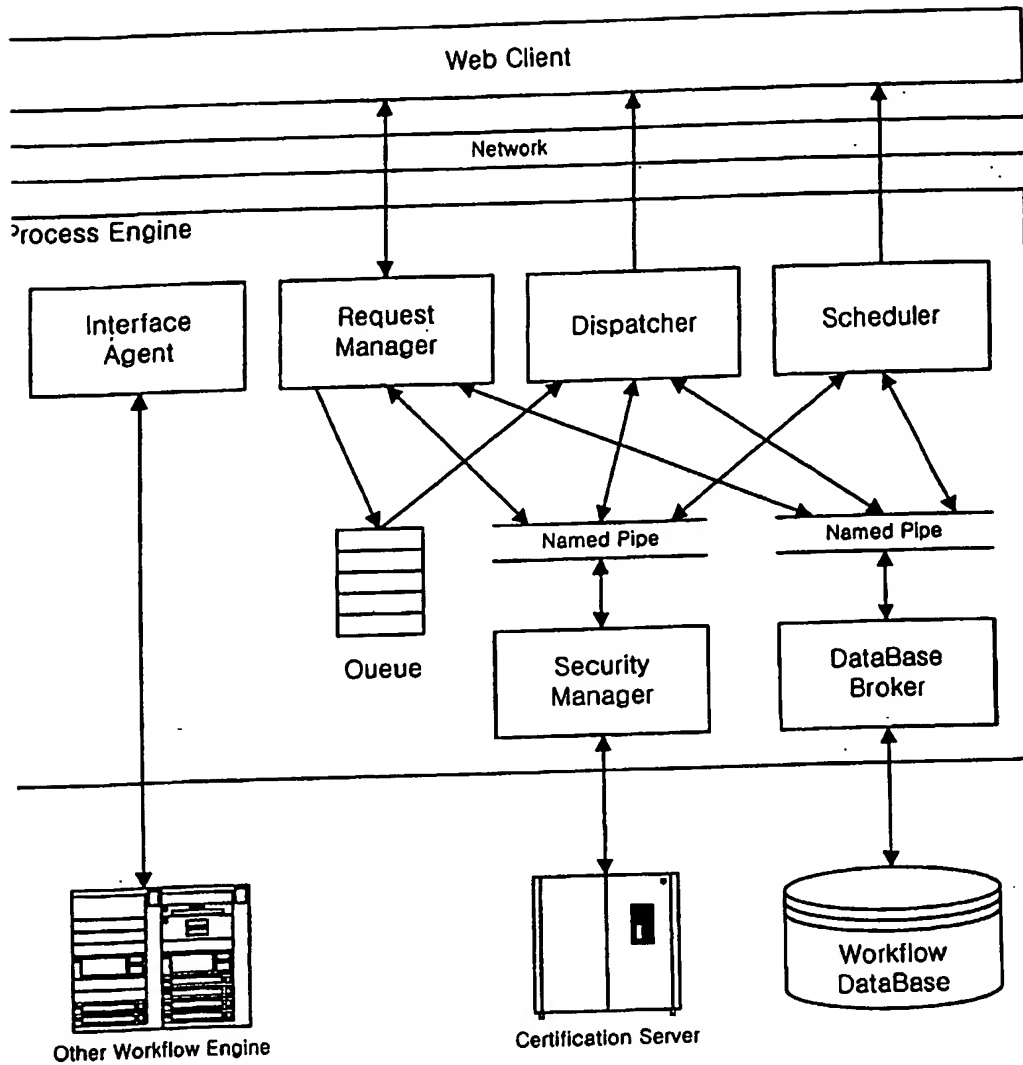 Web Client
Network
Process Engine
Interface
Agent
Request
Manager
Dispatcher
Scheduler
Named Pipe
Named Pipe
Queue
Security
Manager
DataBase
Broker
Other Workflow Engine
Certification Server
Workflow
DataBase